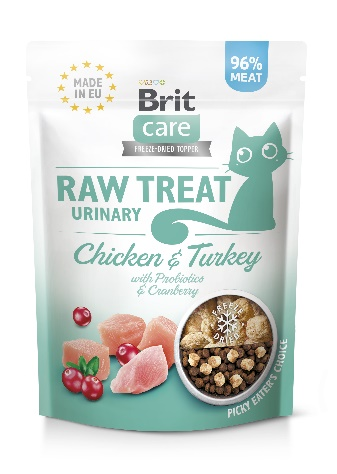 96%
MEAT
MADE
IN EU
Brit
care
FREEZE-DRIED TOPPER
RAW TREAT
URINARY
Chicken & Turkey
with Probiotics
& Cranberry
FREEZE
DRIED
PICKY EATER'S CHOICE